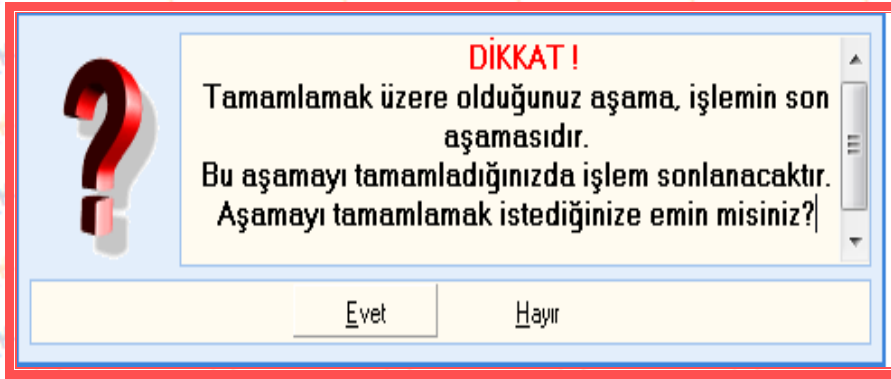 DİKKAT !
Tamamlamak üzere olduğunuz aşama, işlemin son
aşamasıdır.
Bu aşamayı tamamladığınızda işlem sonlanacaktır.
Aşamayı tamamlamak istediğinize emin misiniz?
Evet Hayır